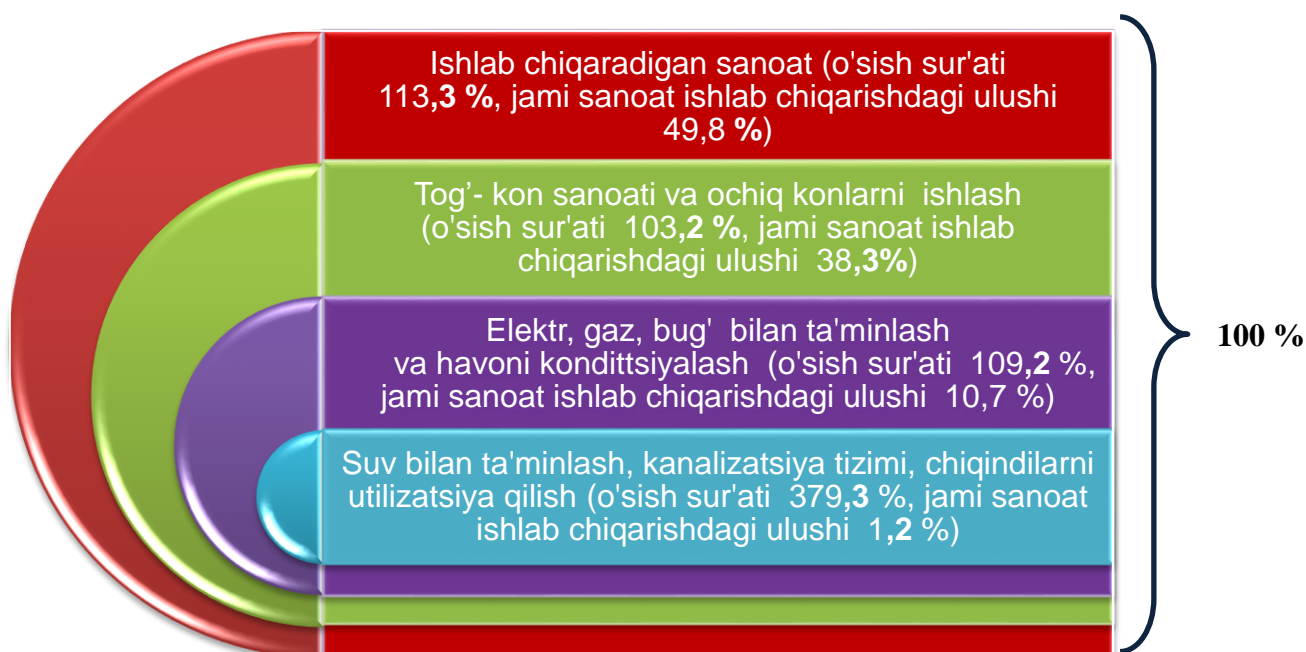 Ishlab chiqaradigan sanoat (o'sish sur'ati
113,3 %, jami sanoat ishlab chiqarishdagi ulushi
49,8 %)
Tog’- kon sanoati va ochiq konlarni ishlash
(o'sish sur'ati 103,2 %, jami sanoat ishlab
chiqarishdagi ulushi 38,3%)
Elektr, gaz, bug' bilan ta'minlash
va havoni kondittsiyalash (o'sish sur'ati 109,2 %,
jami sanoat ishlab chiqarishdagi ulushi 10,7 %)
Suv bilan ta'minlash, kanalizatsiya tizimi, chiqindilarni
utilizatsiya qilish (o'sish sur'ati 379,3 %, jami sanoat
ishlab chiqarishdagi ulushi 1,2 %)
100 %